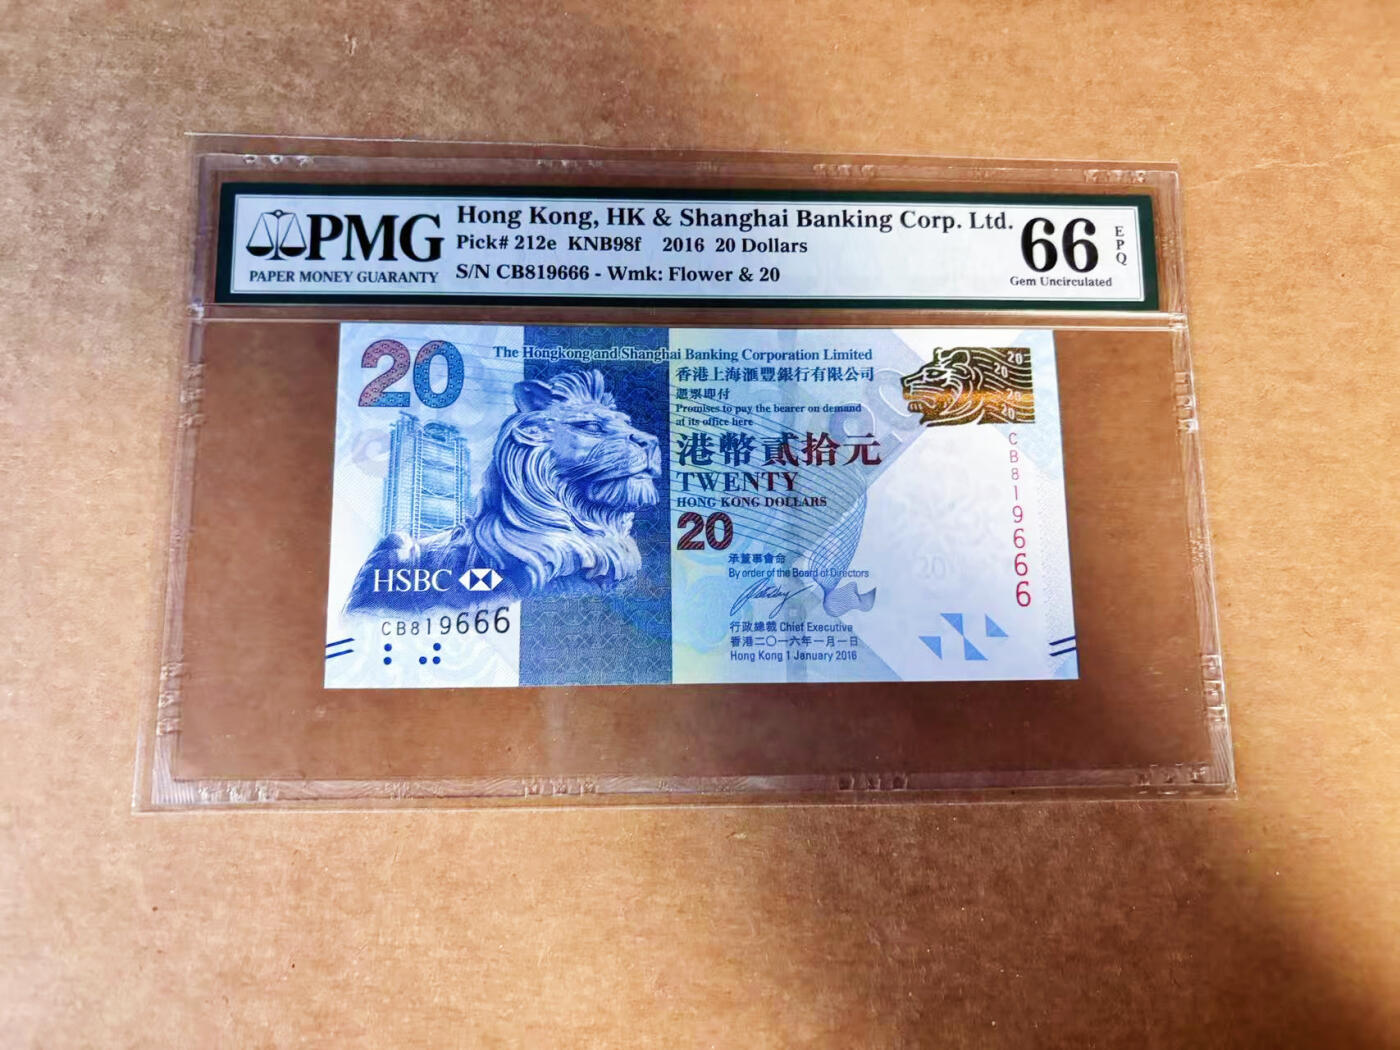 PMG
PAPER MONEY GUARANTY
Hong Kong, HK & Shanghai Banking Corp. Ltd.
Pick# 212e KNB98f 2016 20 Dollars
S/N CB819666 - Wmk: Flower & 20
66
EPQ
Gem Uncirculated
20
The Hongkong and Shanghai Banking Corporation Limited
香港上海滙豐銀行有限公司
憑票即付
Promises to pay the bearer on demand
at its office here
港幣貳拾元
TWENTY
HONG KONG DOLLARS
20
承董事會命
By order of the Board of Directors
行政總裁 Chief Executive
香港二〇一六年一月一日
Hong Kong 1 January 2016
HSBC
CB819666
20
20
20
20
CB819666